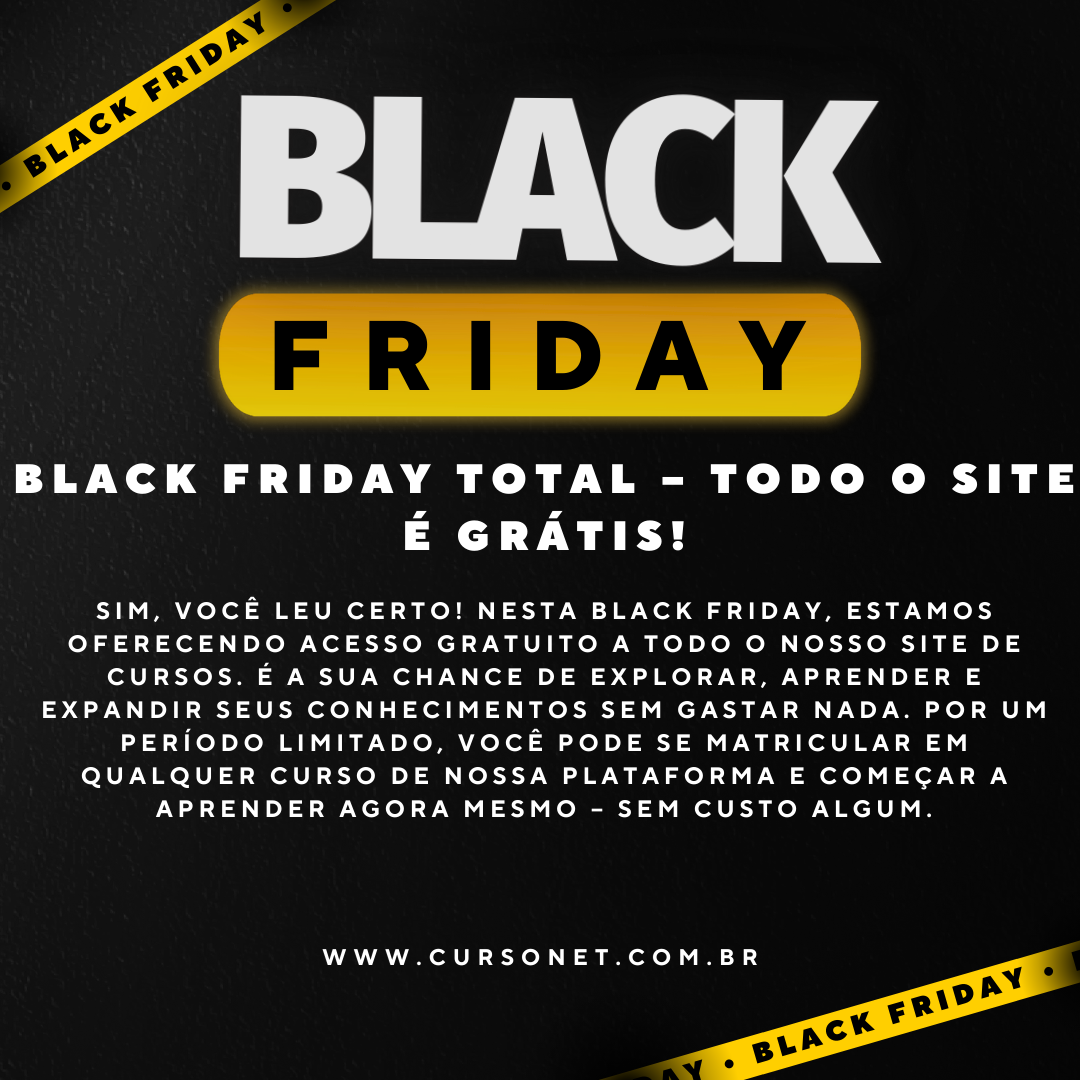 • BLACK FRIDAY •
BLACK
FRIDAY
BLACK FRIDAY TOTAL – TODO O SITE
É GRÁTIS!
SIM, VOCÊ LEU CERTO! NESTA BLACK FRIDAY, ESTAMOS
OFERECENDO ACESSO GRATUITO A TODO O NOSSO SITE DE
CURSOS. É A SUA CHANCE DE EXPLORAR, APRENDER E
EXPANDIR SEUS CONHECIMENTOS SEM GASTAR NADA. POR UM
PERÍODO LIMITADO, VOCÊ PODE SE MATRICULAR EM
QUALQUER CURSO DE NOSSA PLATAFORMA E COMEÇAR A
APRENDER AGORA MESMO – SEM CUSTO ALGUM.
WWW.CURSONET.COM.BR
AY • BLACK FRIDAY •